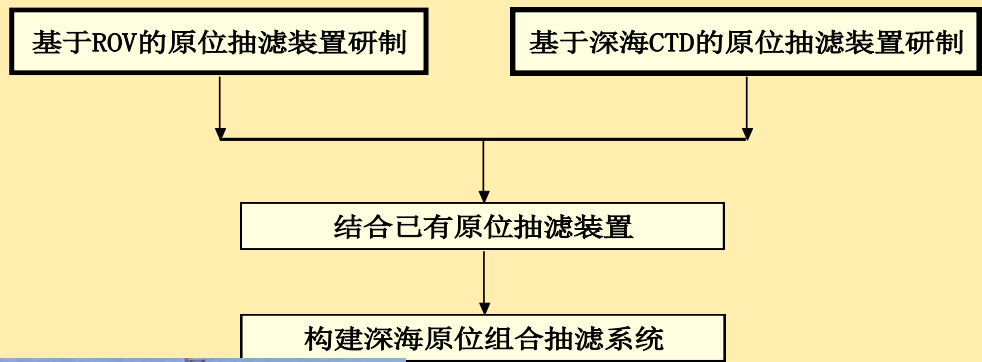 基于ROV的原位抽滤装置研制
基于深海CTD的原位抽滤装置研制
结合已有原位抽滤装置
构建深海原位组合抽滤系统